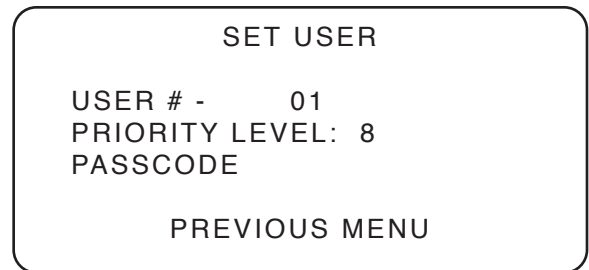 SET USER
USER # - 01
PRIORITY LEVEL: 8
PASSCODE
PREVIOUS MENU